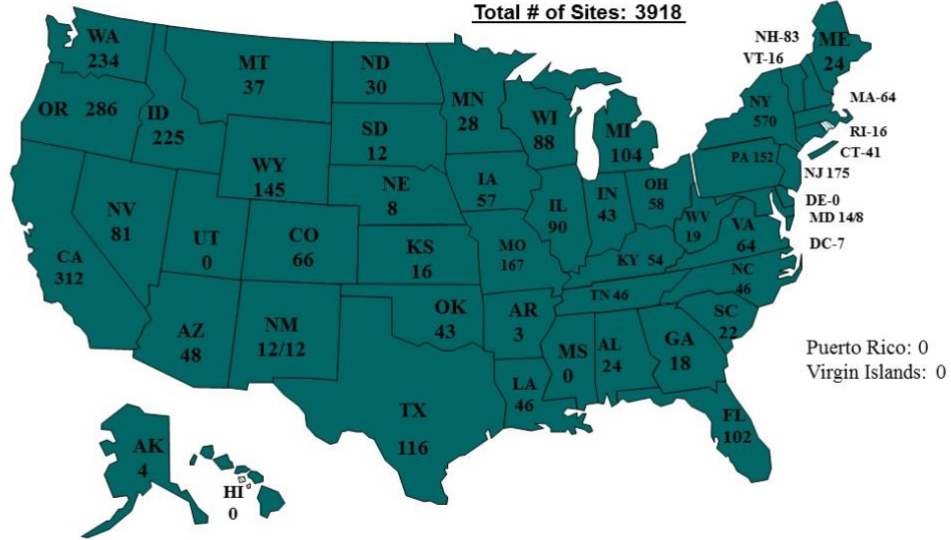 Total # of Sites: 3918
WA
234
OR 286
ID
225
MT
37
ND
30
SD
12
MN
28
WI
88
MI
104
NH-83
VT-16
ME
24
NY
570
MA-64
RI-16
CT-41
NJ 175
PA 152
DE-0
MD 14/8
DC-7
WY
145
NE
8
IA
57
IL
90
IN
43
OH
58
WV
19
VA
64
NV
81
UT
0
CO
66
KS
16
MO
167
KY 54
NC
46
CA
312
AZ
48
NM
12/12
OK
43
AR
3
TN 46
SC
22
MS
0
AL
24
GA
18
LA
46
TX
116
FL
102
Puerto Rico: 0
Virgin Islands: 0
AK
4
HI
0